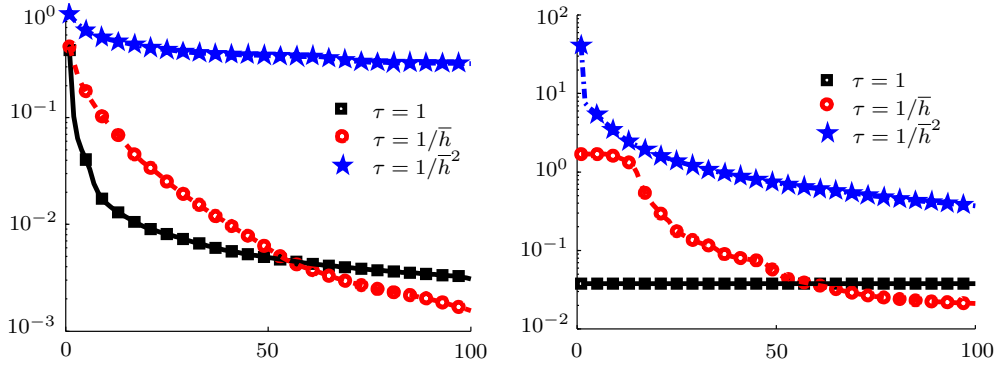 10^0
10^{-1}
10^{-2}
10^{-3}
0
50
100
τ = 1
τ = 1/h̅
τ = 1/h̅^2
10^2
10^1
10^0
10^{-1}
10^{-2}
0
50
100
τ = 1
τ = 1/h̅
τ = 1/h̅^2